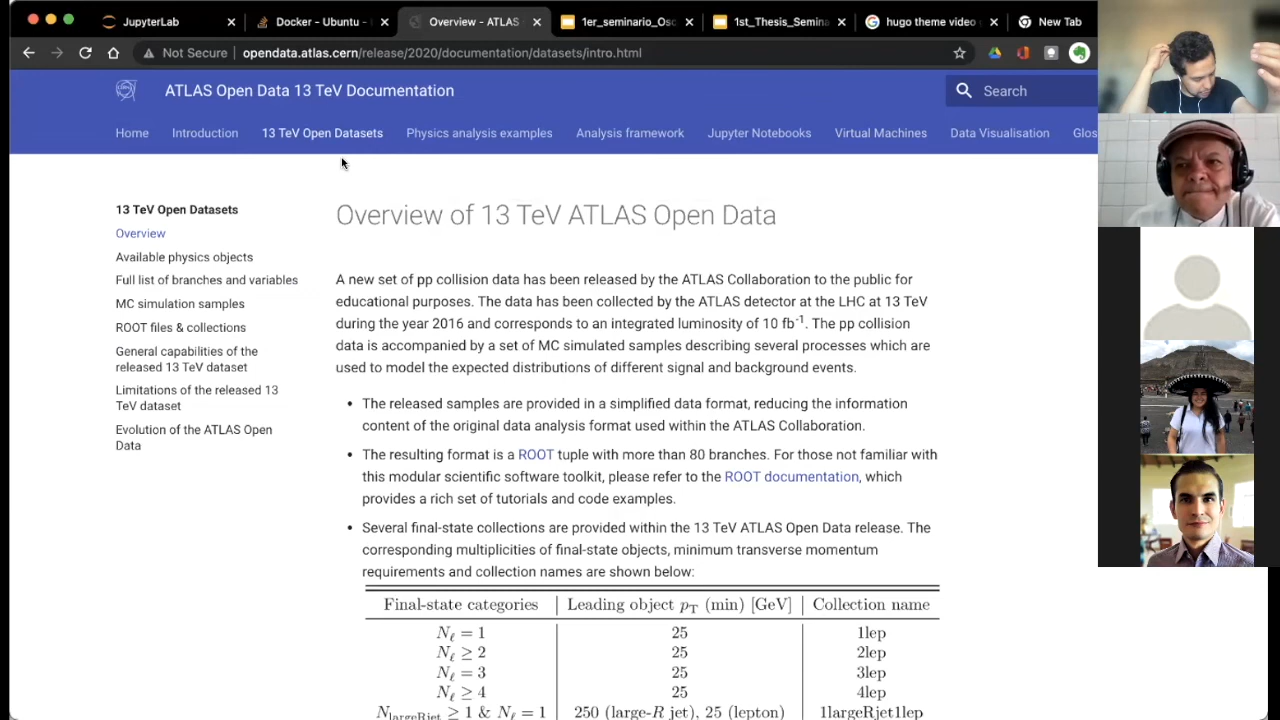 JupyterLab
Docker - Ubuntu -
Overview - ATLAS
1er_seminario_Osc
1st_Thesis_Semina
hugo theme video
New Tab
Not Secure
opendata.atlas.cern/release/2020/documentation/datasets/intro.html
ATLAS Open Data 13 TeV Documentation
Search
Home Introduction 13 TeV Open Datasets Physics analysis examples Analysis framework Jupyter Notebooks Virtual Machines Data Visualisation Glos
13 TeV Open Datasets
Overview
Available physics objects
Full list of branches and variables
MC simulation samples
ROOT files & collections
General capabilities of the
released 13 TeV dataset
Limitations of the released 13
TeV dataset
Evolution of the ATLAS Open
Data
Overview of 13 TeV ATLAS Open Data
A new set of pp collision data has been released by the ATLAS Collaboration to the public for
educational purposes. The data has been collected by the ATLAS detector at the LHC at 13 TeV
during the year 2016 and corresponds to an integrated luminosity of 10 fb⁻¹. The pp collision
data is accompanied by a set of MC simulated samples describing several processes which are
used to model the expected distributions of different signal and background events.
• The released samples are provided in a simplified data format, reducing the information
content of the original data analysis format used within the ATLAS Collaboration.
• The resulting format is a ROOT tuple with more than 80 branches. For those not familiar with
this modular scientific software toolkit, please refer to the ROOT documentation, which
provides a rich set of tutorials and code examples.
• Several final-state collections are provided within the 13 TeV ATLAS Open Data release. The
corresponding multiplicities of final-state objects, minimum transverse momentum
requirements and collection names are shown below:
Final-state categories | Leading object pT (min) [GeV] | Collection name
Nℓ = 1 | 25 | 1lep
Nℓ ≥ 2 | 25 | 2lep
Nℓ = 3 | 25 | 3lep
Nℓ ≥ 4 | 25 | 4lep
NlargeRjet ≥ 1 & Nℓ = 1 | 250 (large-R jet), 25 (lepton) | 1largeRjet1lep